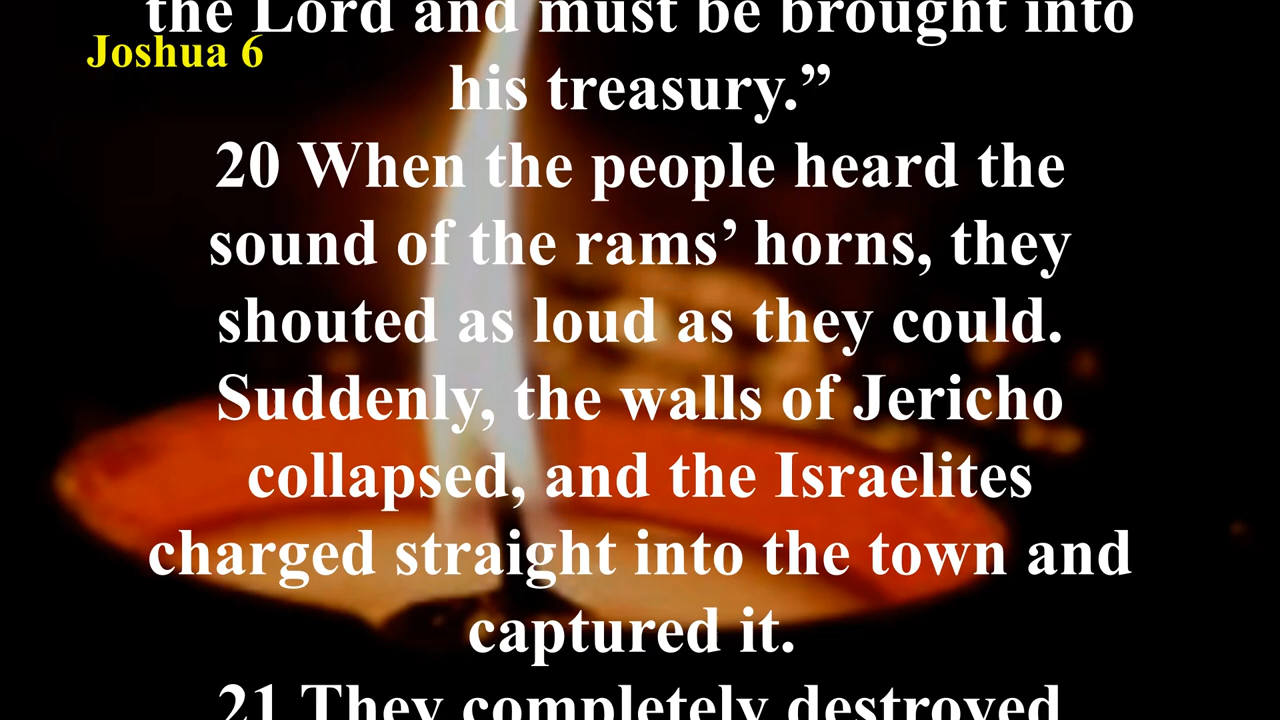 the Lord and must be brought into
Joshua 6
his treasury.”
20 When the people heard the
sound of the rams’ horns, they
shouted as loud as they could.
Suddenly, the walls of Jericho
collapsed, and the Israelites
charged straight into the town and
captured it.
21 They completely destroyed